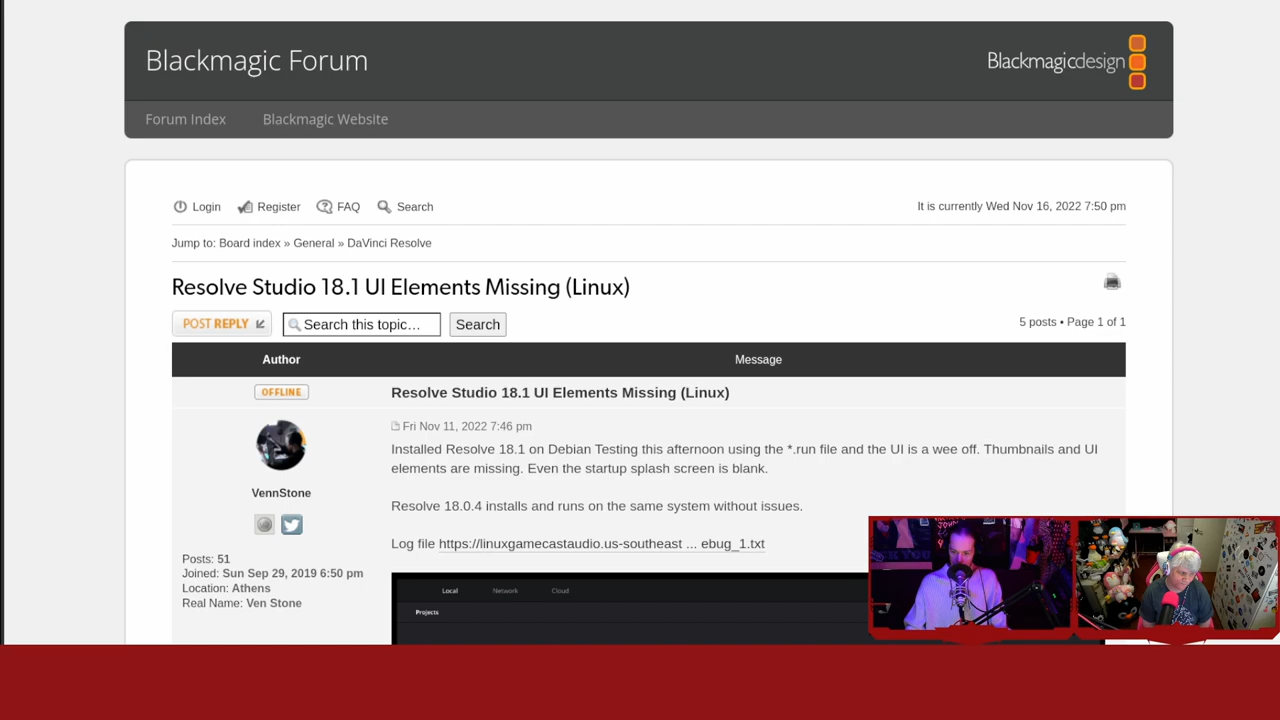 Blackmagic Forum
Blackmagicdesign
Forum Index
Blackmagic Website
Login
Register
FAQ
Search
It is currently Wed Nov 16, 2022 7:50 pm
Jump to: Board index » General » DaVinci Resolve
Resolve Studio 18.1 UI Elements Missing (Linux)
POST REPLY
Search this topic…
Search
5 posts • Page 1 of 1
Author
Message
OFFLINE
Resolve Studio 18.1 UI Elements Missing (Linux)
Fri Nov 11, 2022 7:46 pm
Installed Resolve 18.1 on Debian Testing this afternoon using the *.run file and the UI is a wee off. Thumbnails and UI
elements are missing. Even the startup splash screen is blank.
VennStone
Resolve 18.0.4 installs and runs on the same system without issues.
Log file https://linuxgamecastaudio.us-southeast ... ebug_1.txt
Posts: 51
Joined: Sun Sep 29, 2019 6:50 pm
Location: Athens
Real Name: Ven Stone
Local
Network
Cloud
Projects